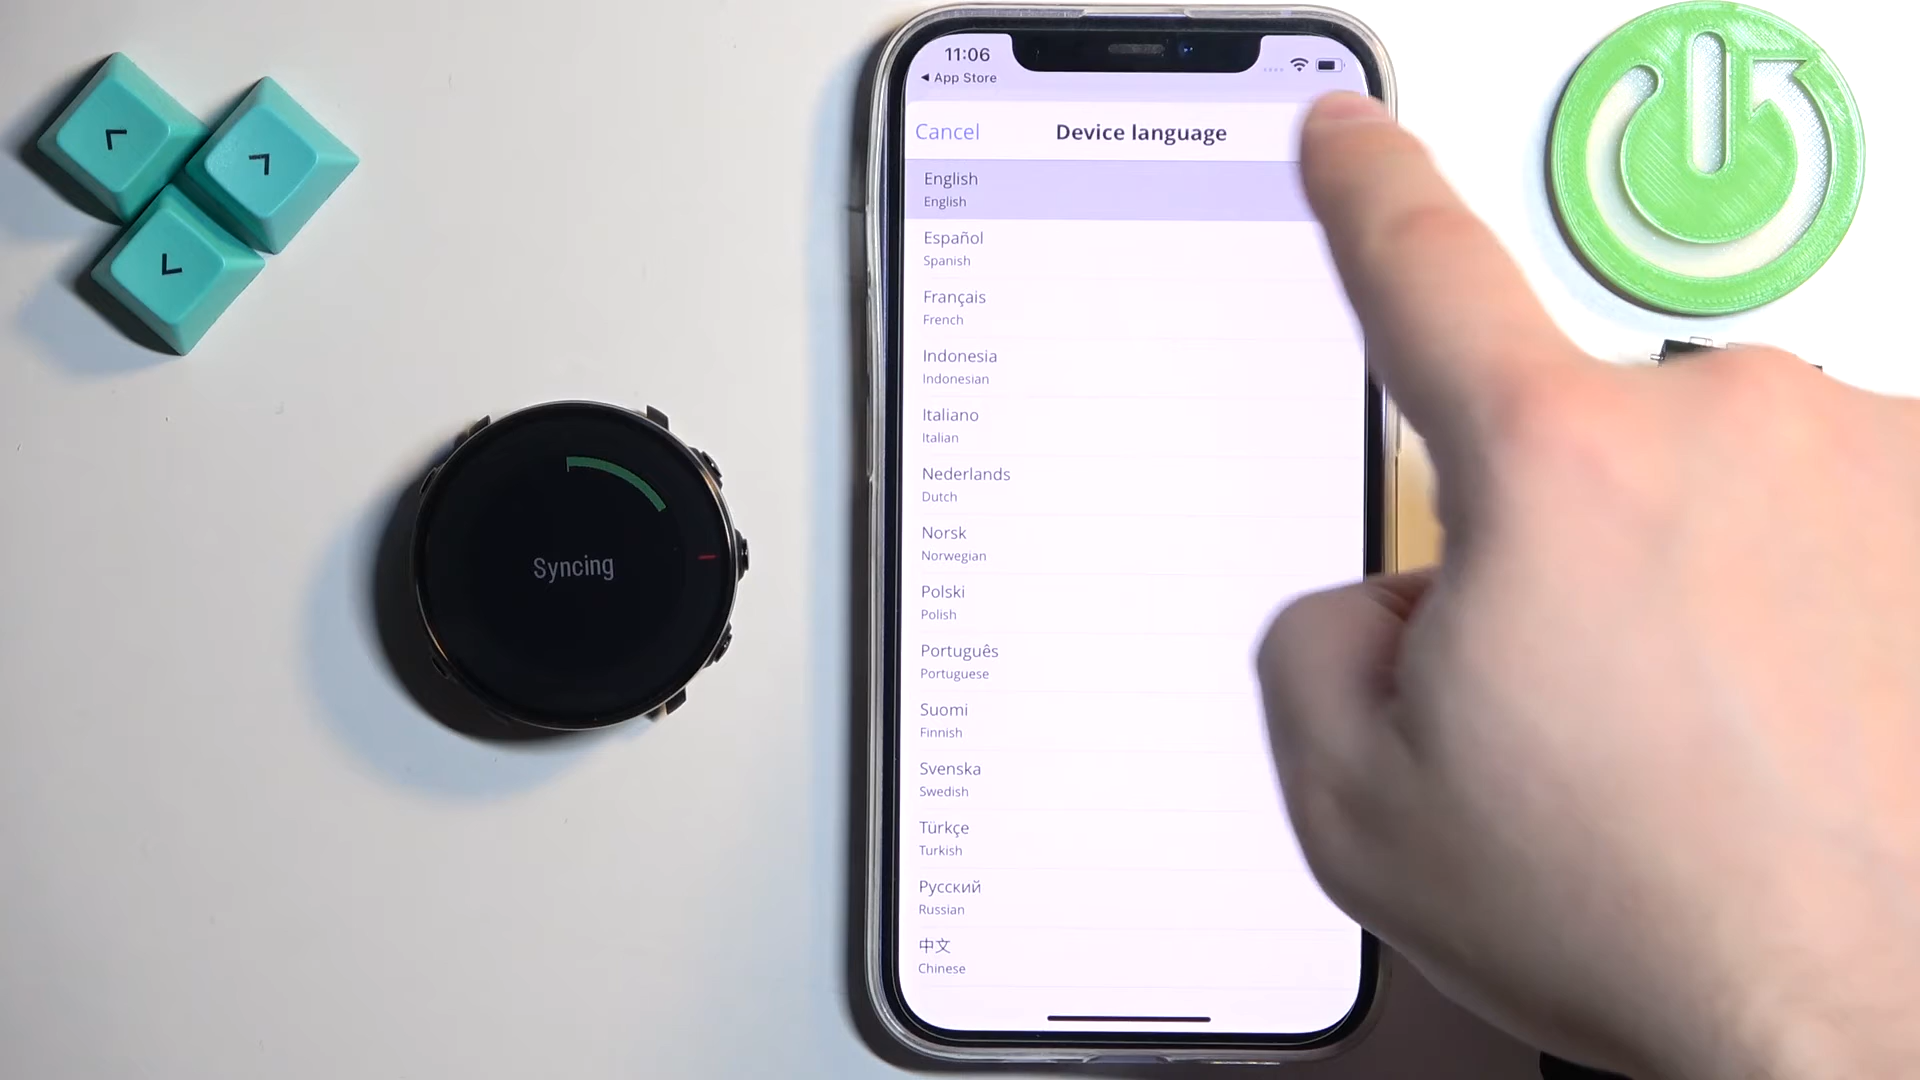 11:06
◄ App Store
Cancel
Device language
English
English
Español
Spanish
Français
French
Indonesia
Indonesian
Italiano
Italian
Nederlands
Dutch
Norsk
Norwegian
Polski
Polish
Português
Portuguese
Suomi
Finnish
Svenska
Swedish
Türkçe
Turkish
Русский
Russian
中文
Chinese
Syncing